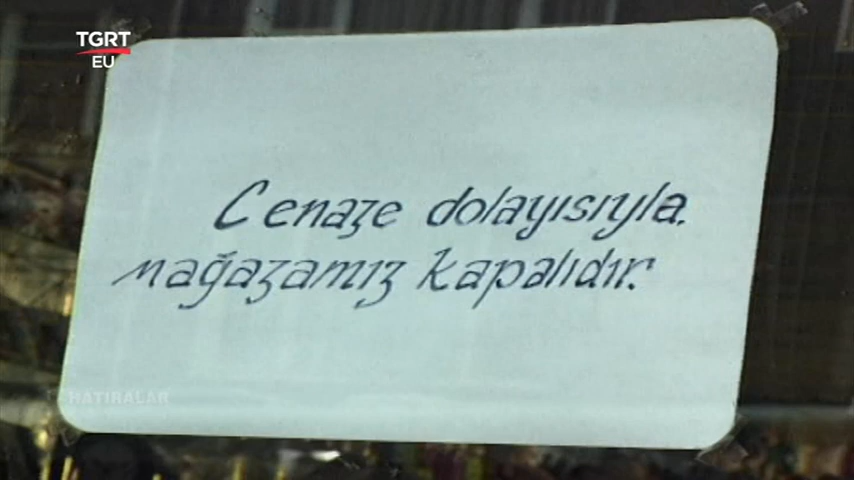 TGRT
EU
Cenaze dolayısıyla.
mağazamız kapalıdır.
HATIRALAR